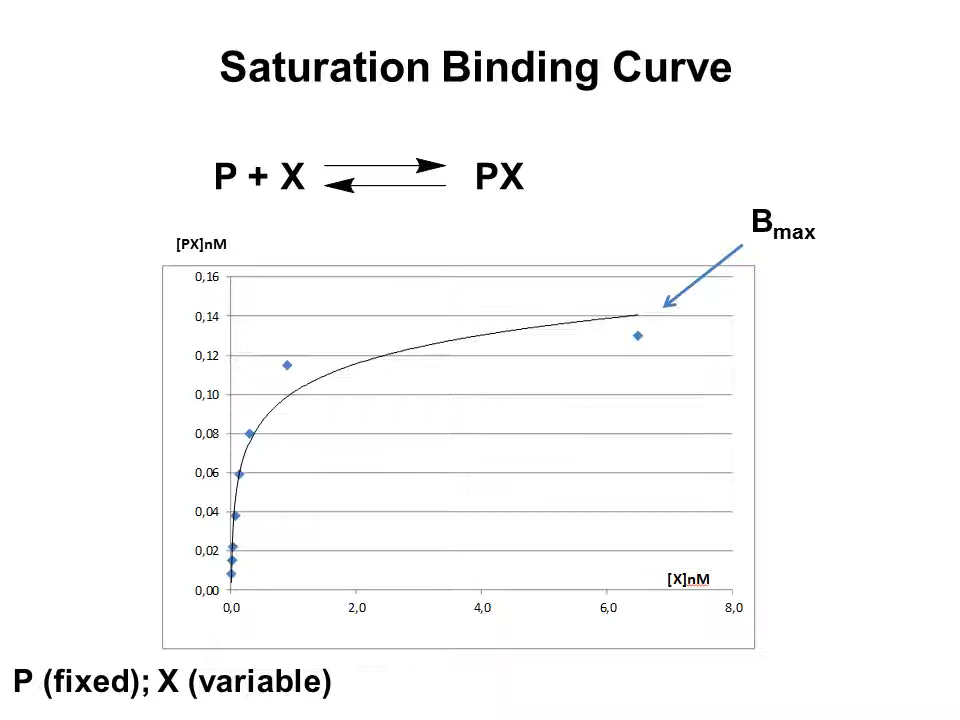 Saturation Binding Curve
P + X PX
Bmax
[PX]nM
0,16
0,14
0,12
0,10
0,08
0,06
0,04
0,02
0,00
[X]nM
0,0 2,0 4,0 6,0 8,0
P (fixed); X (variable)